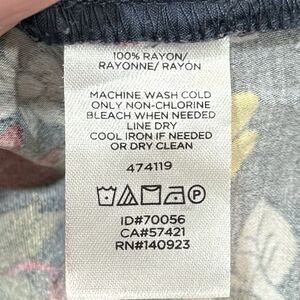 100% RAYON/
RAYONNE/ RAYÓN
MACHINE WASH COLD
ONLY NON-CHLORINE
BLEACH WHEN NEEDED
LINE DRY
COOL IRON IF NEEDED
OR DRY CLEAN
474119
P
ID#70056
CA#57421
RN#140923